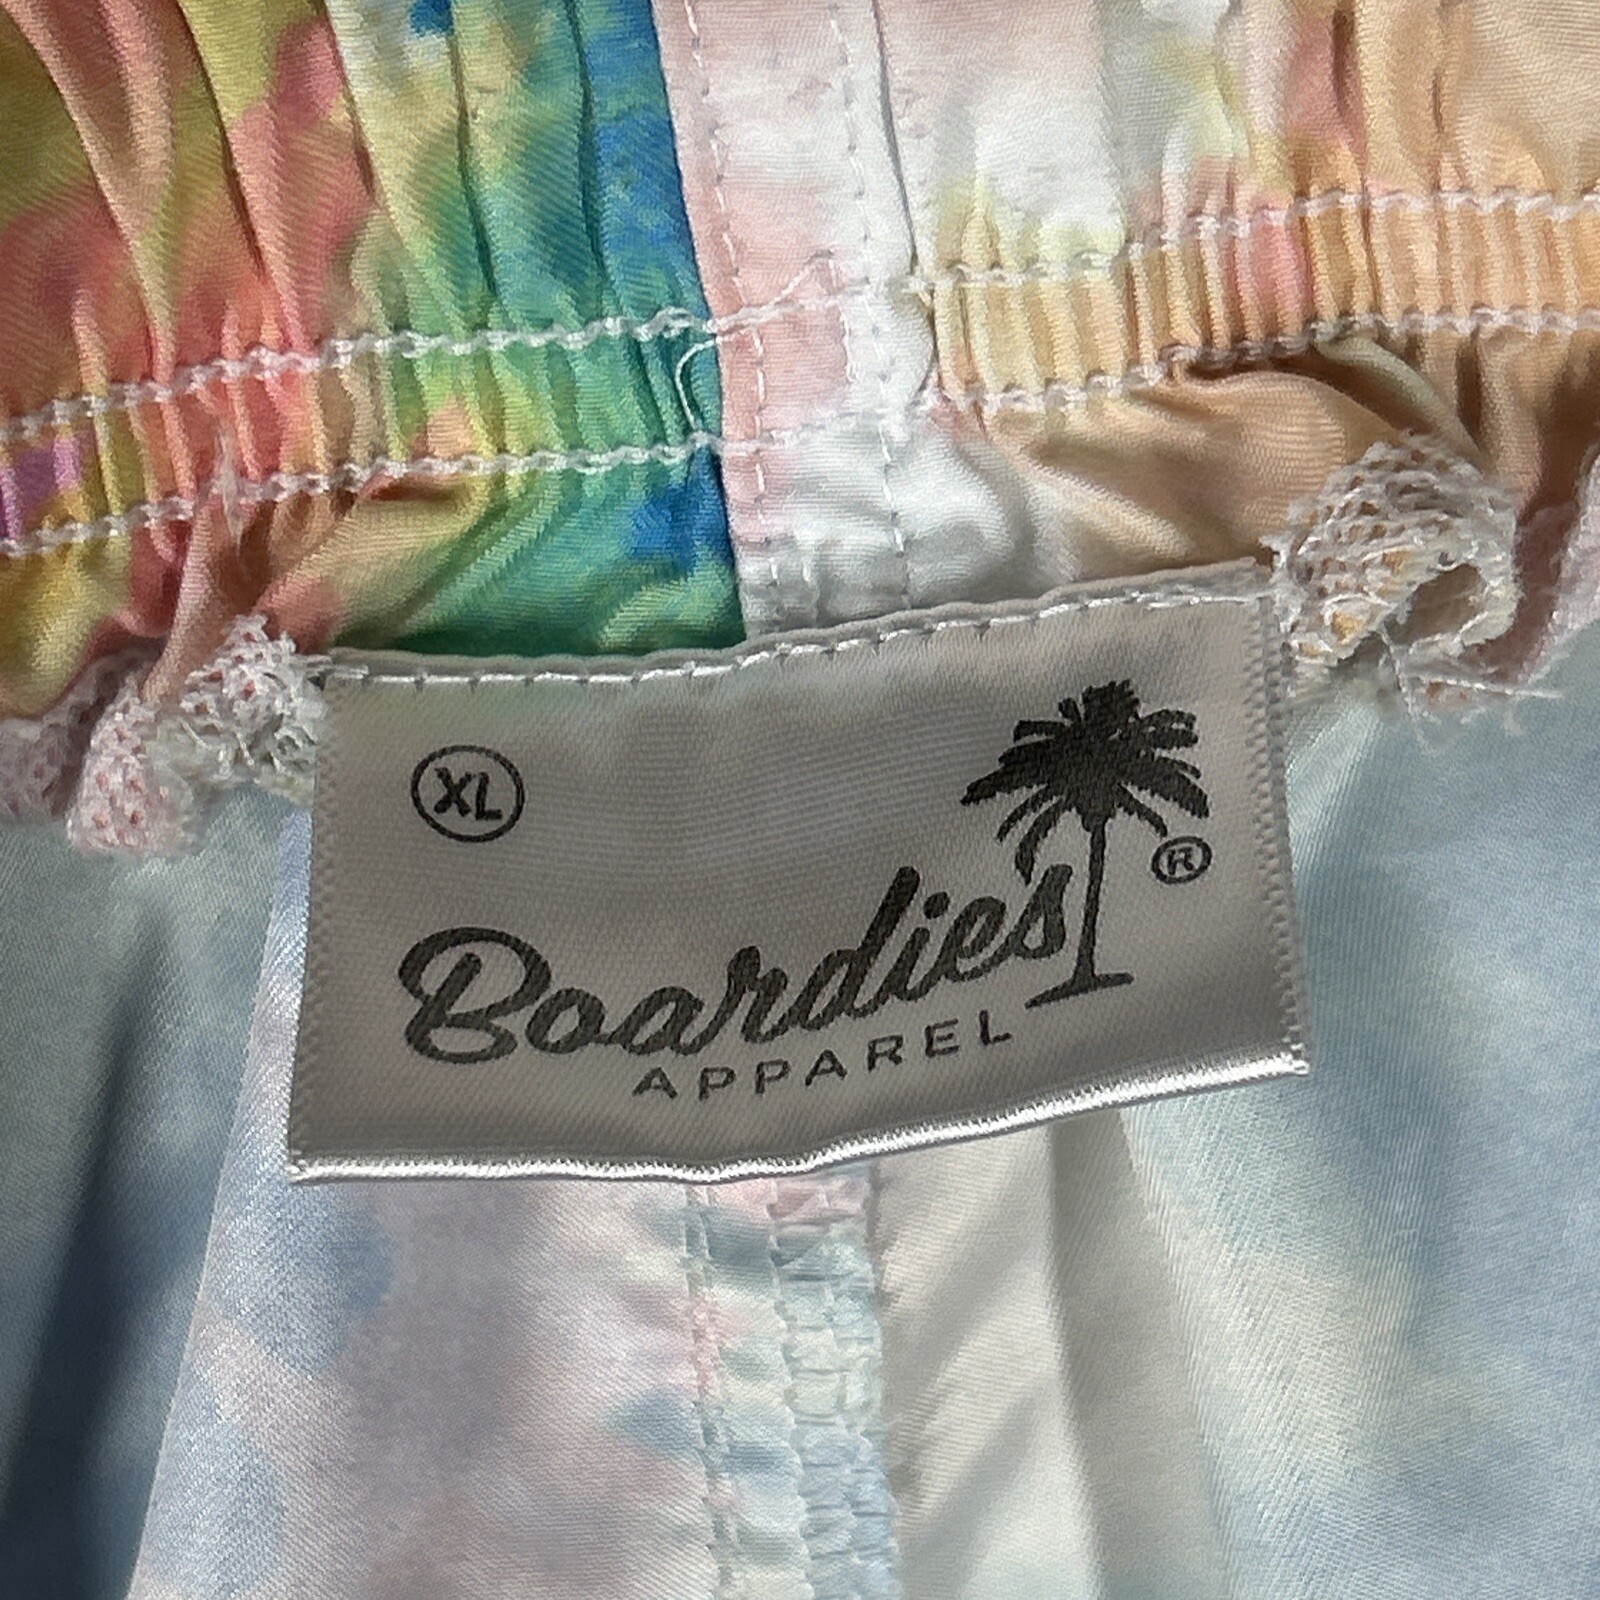 XL
Boardies
®
APPAREL